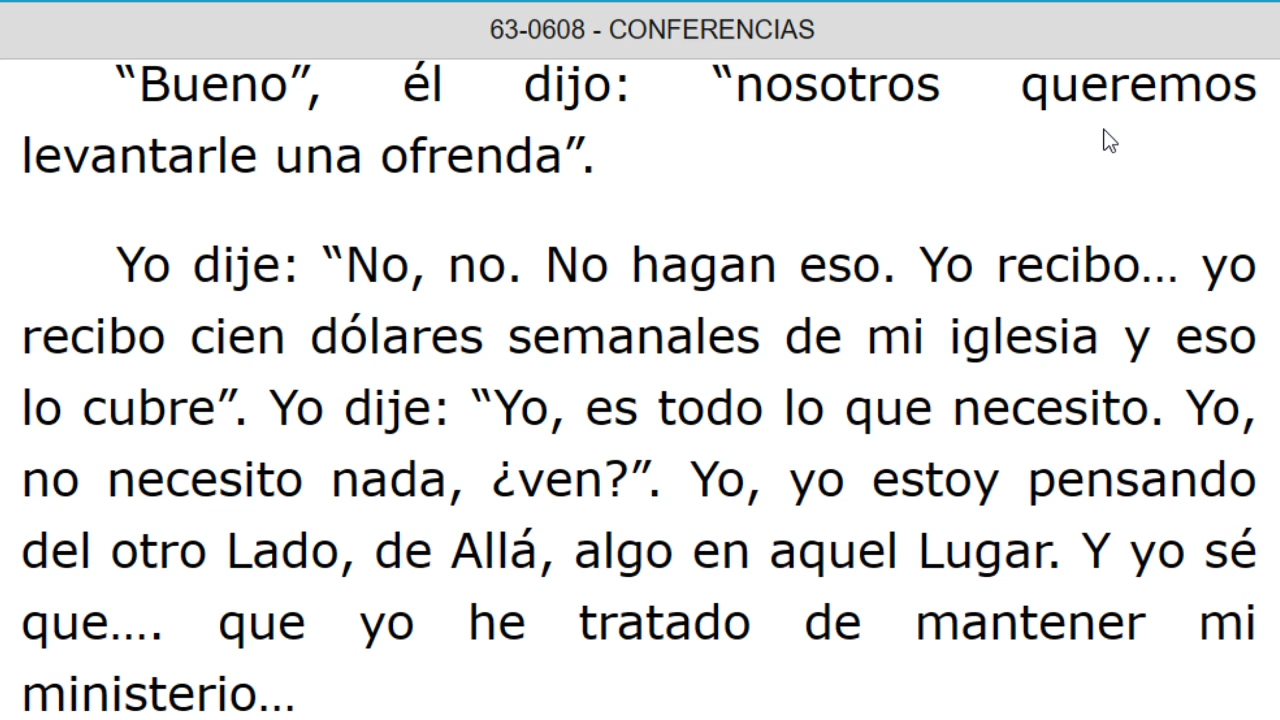 63-0608 - CONFERENCIAS
“Bueno”, él dijo: “nosotros queremos
levantarle una ofrenda”.
Yo dije: “No, no. No hagan eso. Yo recibo… yo
recibo cien dólares semanales de mi iglesia y eso
lo cubre”. Yo dije: “Yo, es todo lo que necesito. Yo,
no necesito nada, ¿ven?”. Yo, yo estoy pensando
del otro Lado, de Allá, algo en aquel Lugar. Y yo sé
que…. que yo he tratado de mantener mi
ministerio…